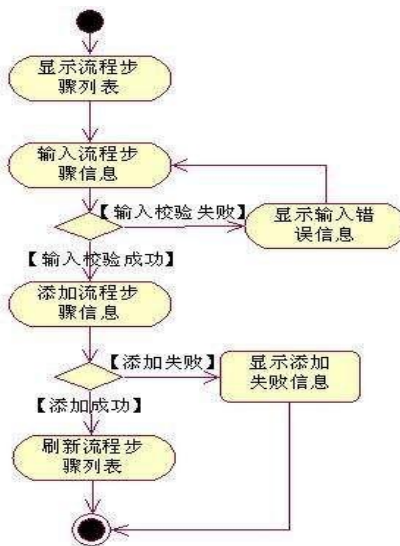 显示流程步
骤列表
输入流程步
骤信息
【输入校验失败】
显示输入错
误信息
【输入校验成功】
添加流程步
骤信息
【添加失败】
显示添加
失败信息
【添加成功】
刷新流程步
骤列表